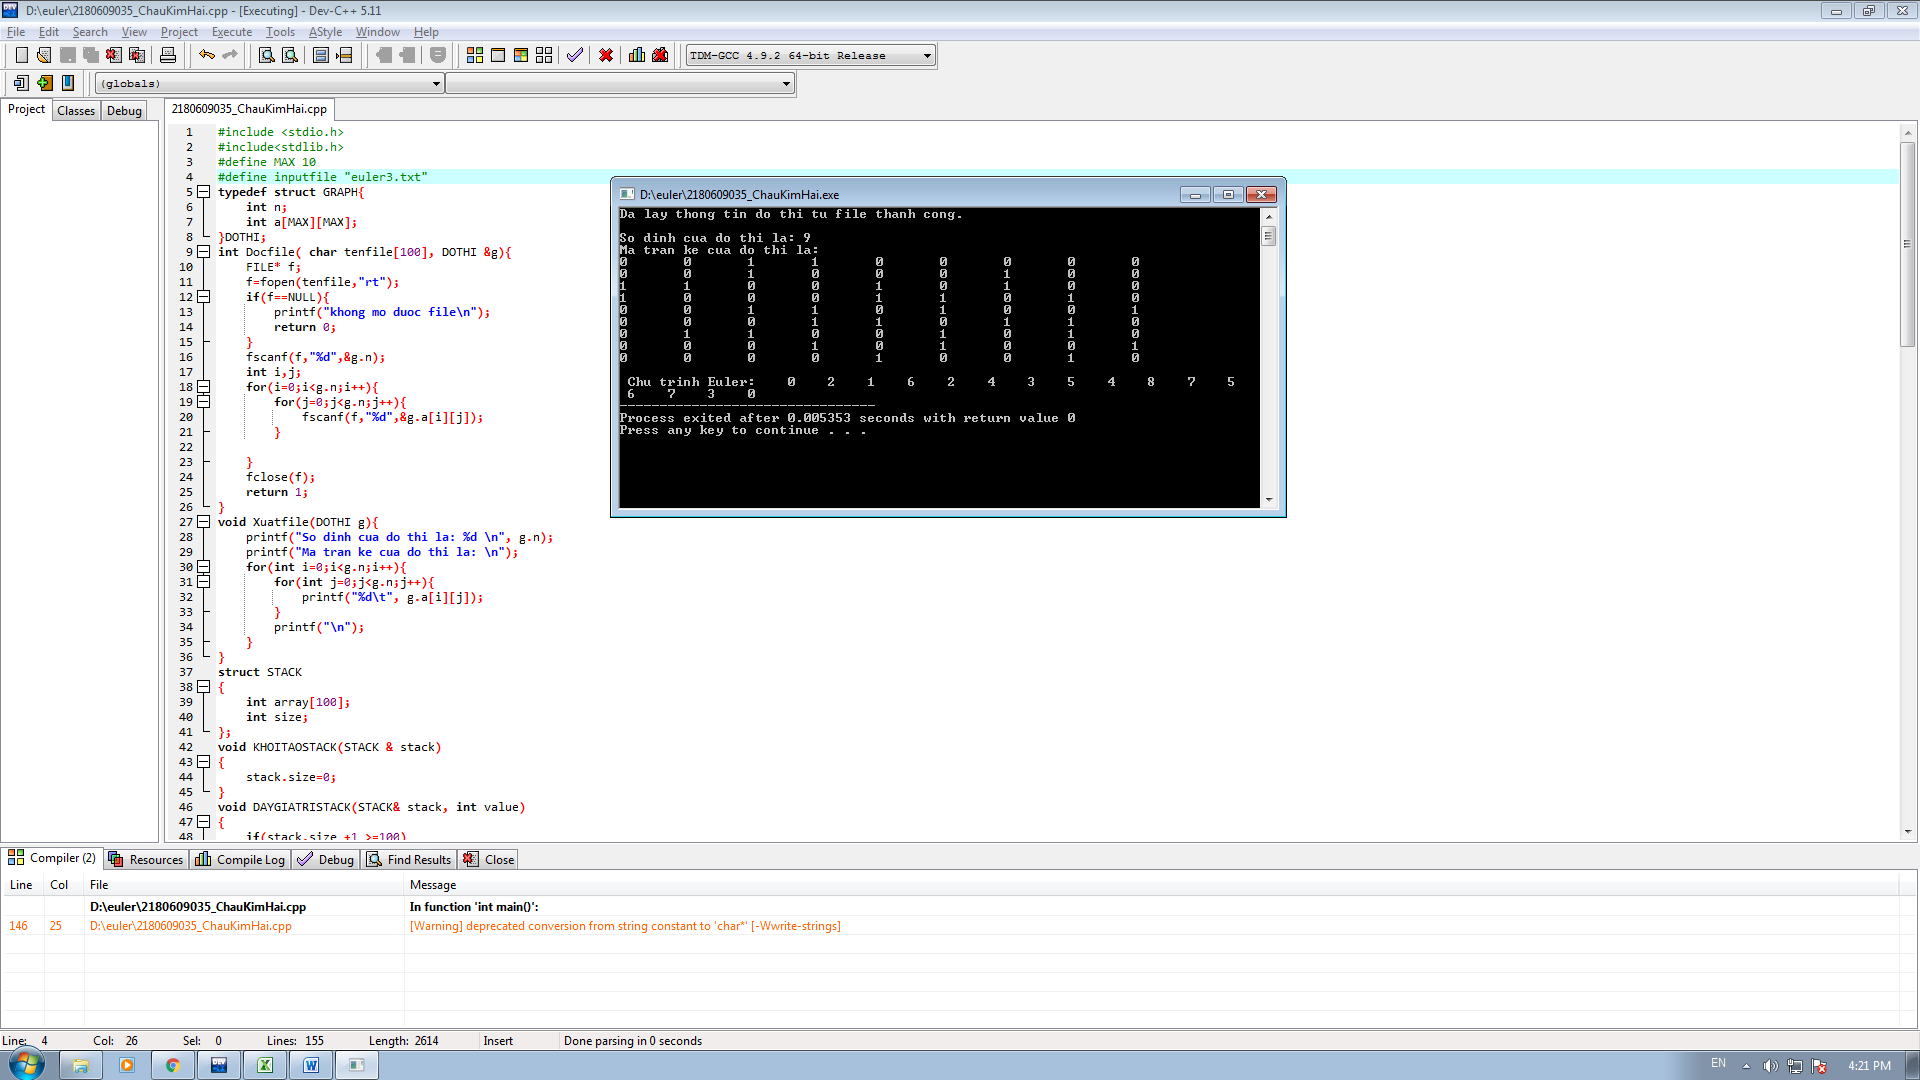 D:\euler\2180609035_ChauKimHai.cpp - [Executing] - Dev-C++ 5.11
File Edit Search View Project Execute Tools AStyle Window Help
TDM-GCC 4.9.2 64-bit Release
(globals)
Project Classes Debug
2180609035_ChauKimHai.cpp
1 #include <stdio.h>
2 #include<stdlib.h>
3 #define MAX 10
4 #define inputfile "euler3.txt"
5 typedef struct GRAPH{
6 int n;
7 int a[MAX][MAX];
8 }DOTHI;
9 int Docfile( char tenfile[100], DOTHI &g){
10 FILE* f;
11 f=fopen(tenfile,"rt");
12 if(f==NULL){
13 printf("khong mo duoc file\n");
14 return 0;
15 }
16 fscanf(f,"%d",&g.n);
17 int i,j;
18 for(i=0;i<g.n;i++){
19 for(j=0;j<g.n;j++){
20 fscanf(f,"%d",&g.a[i][j]);
21 }
22
23 }
24 fclose(f);
25 return 1;
26 }
27 void Xuatfile(DOTHI g){
28 printf("So dinh cua do thi la: %d \n", g.n);
29 printf("Ma tran ke cua do thi la: \n");
30 for(int i=0;i<g.n;i++){
31 for(int j=0;j<g.n;j++){
32 printf("%d\t", g.a[i][j]);
33 }
34 printf("\n");
35 }
36 }
37 struct STACK
38 {
39 int array[100];
40 int size;
41 };
42 void KHOITAOSTACK(STACK & stack)
43 {
44 stack.size=0;
45 }
46 void DAYGIATRISTACK(STACK& stack, int value)
47 {
48 if(stack.size +1 >=100)
D:\euler\2180609035_ChauKimHai.exe
Da lay thong tin do thi tu file thanh cong.
So dinh cua do thi la: 9
Ma tran ke cua do thi la:
0 0 1 1 0 0 0 0 0
0 0 1 0 0 0 1 0 0
1 1 0 0 1 0 1 0 0
1 0 0 0 1 1 0 1 0
0 0 1 1 0 1 0 0 1
0 0 0 1 1 0 1 1 0
0 1 1 0 0 1 0 1 0
0 0 0 1 0 1 0 0 1
0 0 0 0 1 0 0 1 0
Chu trinh Euler: 0 2 1 6 2 4 3 5 4 8 7 5
6 7 3 0
--------------------------------
Process exited after 0.005353 seconds with return value 0
Press any key to continue . . .
Compiler (2) Resources Compile Log Debug Find Results Close
Line Col File Message
D:\euler\2180609035_ChauKimHai.cpp In function 'int main()':
146 25 D:\euler\2180609035_ChauKimHai.cpp [Warning] deprecated conversion from string constant to 'char*' [-Wwrite-strings]
Line: 4 Col: 26 Sel: 0 Lines: 155 Length: 2614 Insert Done parsing in 0 seconds
EN 4:21 PM